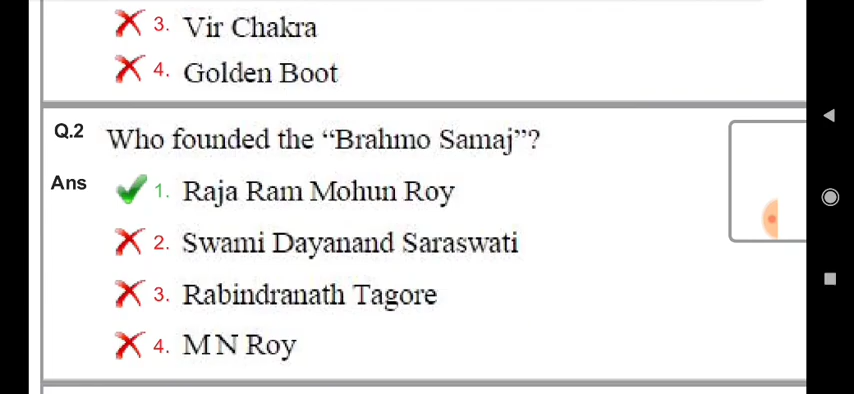 3. Vir Chakra
4. Golden Boot
Q.2 Who founded the “Brahmo Samaj”?
Ans 1. Raja Ram Mohun Roy
2. Swami Dayanand Saraswati
3. Rabindranath Tagore
4. M N Roy